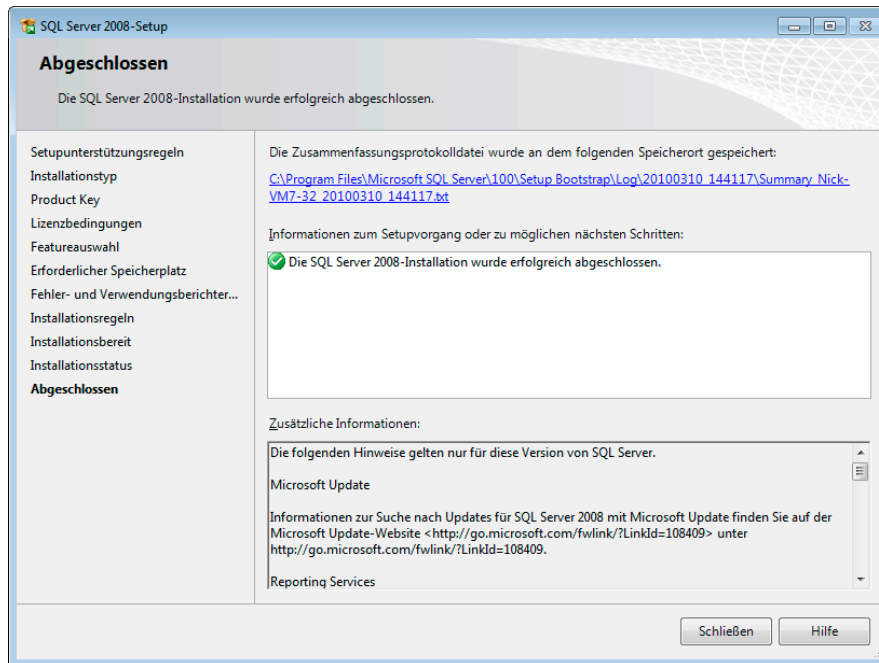 SQL Server 2008-Setup
Abgeschlossen
Die SQL Server 2008-Installation wurde erfolgreich abgeschlossen.
Setupunterstützungsregeln
Installationstyp
Product Key
Lizenzbedingungen
Featureauswahl
Erforderlicher Speicherplatz
Fehler- und Verwendungsberichter...
Installationsregeln
Installationsbereit
Installationsstatus
Abgeschlossen
Die Zusammenfassungsprotokolldatei wurde an dem folgenden Speicherort gespeichert:
C:\Program Files\Microsoft SQL Server\100\Setup Bootstrap\Log\20100310_144117\Summary_Nick-
VM7-32_20100310_144117.txt
Informationen zum Setupvorgang oder zu möglichen nächsten Schritten:
Die SQL Server 2008-Installation wurde erfolgreich abgeschlossen.
Zusätzliche Informationen:
Die folgenden Hinweise gelten nur für diese Version von SQL Server.
Microsoft Update
Informationen zur Suche nach Updates für SQL Server 2008 mit Microsoft Update finden Sie auf der
Microsoft Update-Website <http://go.microsoft.com/fwlink/?LinkId=108409> unter
http://go.microsoft.com/fwlink/?LinkId=108409.
Reporting Services
Schließen
Hilfe